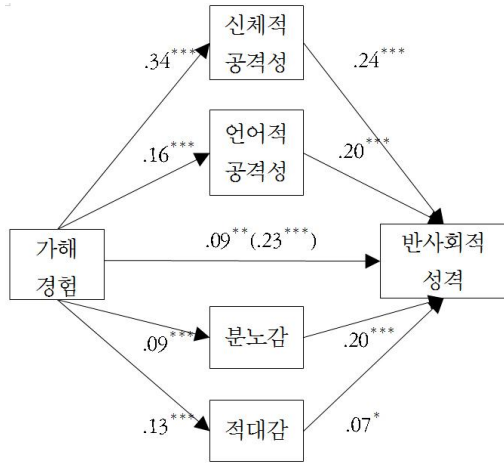 신체적
공격성
.34***
.24***
언어적
공격성
.16***
.20***
가해
경험
.09**(.23***)
반사회적
성격
분노감
.09***
.20***
적대감
.13***
.07*